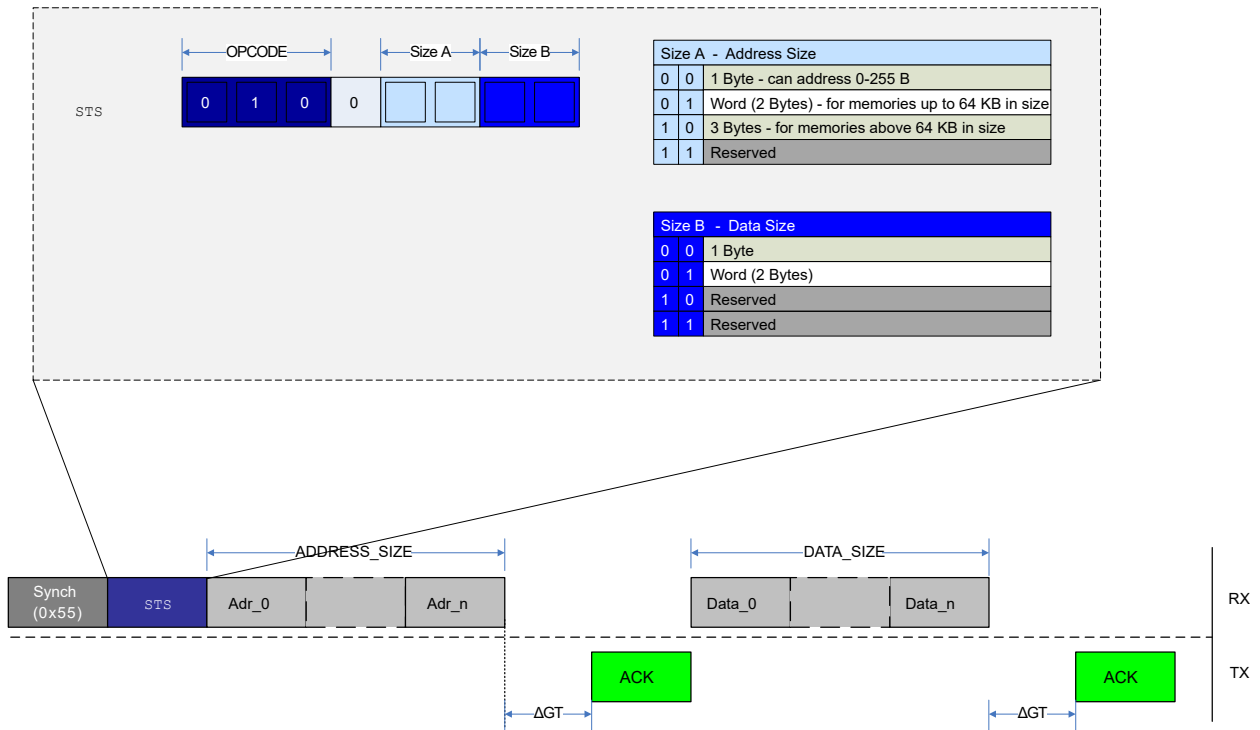 OPCODE Size A Size B
STS 0 1 0 0
Size A - Address Size
0 0 1 Byte - can address 0-255 B
0 1 Word (2 Bytes) - for memories up to 64 KB in size
1 0 3 Bytes - for memories above 64 KB in size
1 1 Reserved
Size B - Data Size
0 0 1 Byte
0 1 Word (2 Bytes)
1 0 Reserved
1 1 Reserved
ADDRESS_SIZE DATA_SIZE
Synch
(0x55)
STS Adr_0 Adr_n Data_0 Data_n RX
ACK ACK TX
ΔGT ΔGT